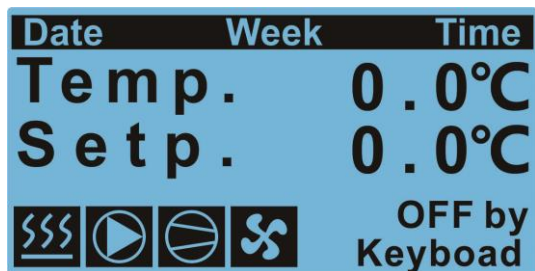 Date Week Time
Temp. 0.0℃
Setp. 0.0℃
OFF by
Keyboad